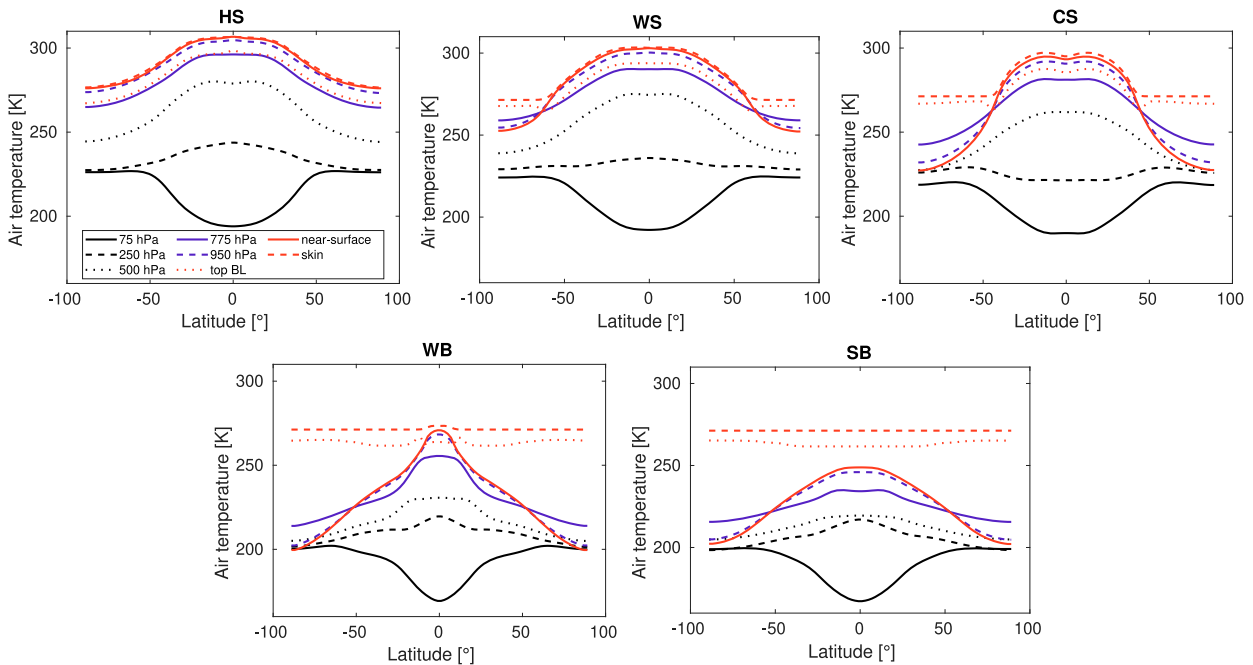 HS
300
250
200
Air temperature [K]
75 hPa 775 hPa near-surface
250 hPa 950 hPa skin
500 hPa top BL
-100 -50 0 50 100
Latitude [°]
WS
300
250
200
Air temperature [K]
-100 -50 0 50 100
Latitude [°]
CS
300
250
200
Air temperature [K]
-100 -50 0 50 100
Latitude [°]
WB
300
250
200
Air temperature [K]
-100 -50 0 50 100
Latitude [°]
SB
300
250
200
Air temperature [K]
-100 -50 0 50 100
Latitude [°]